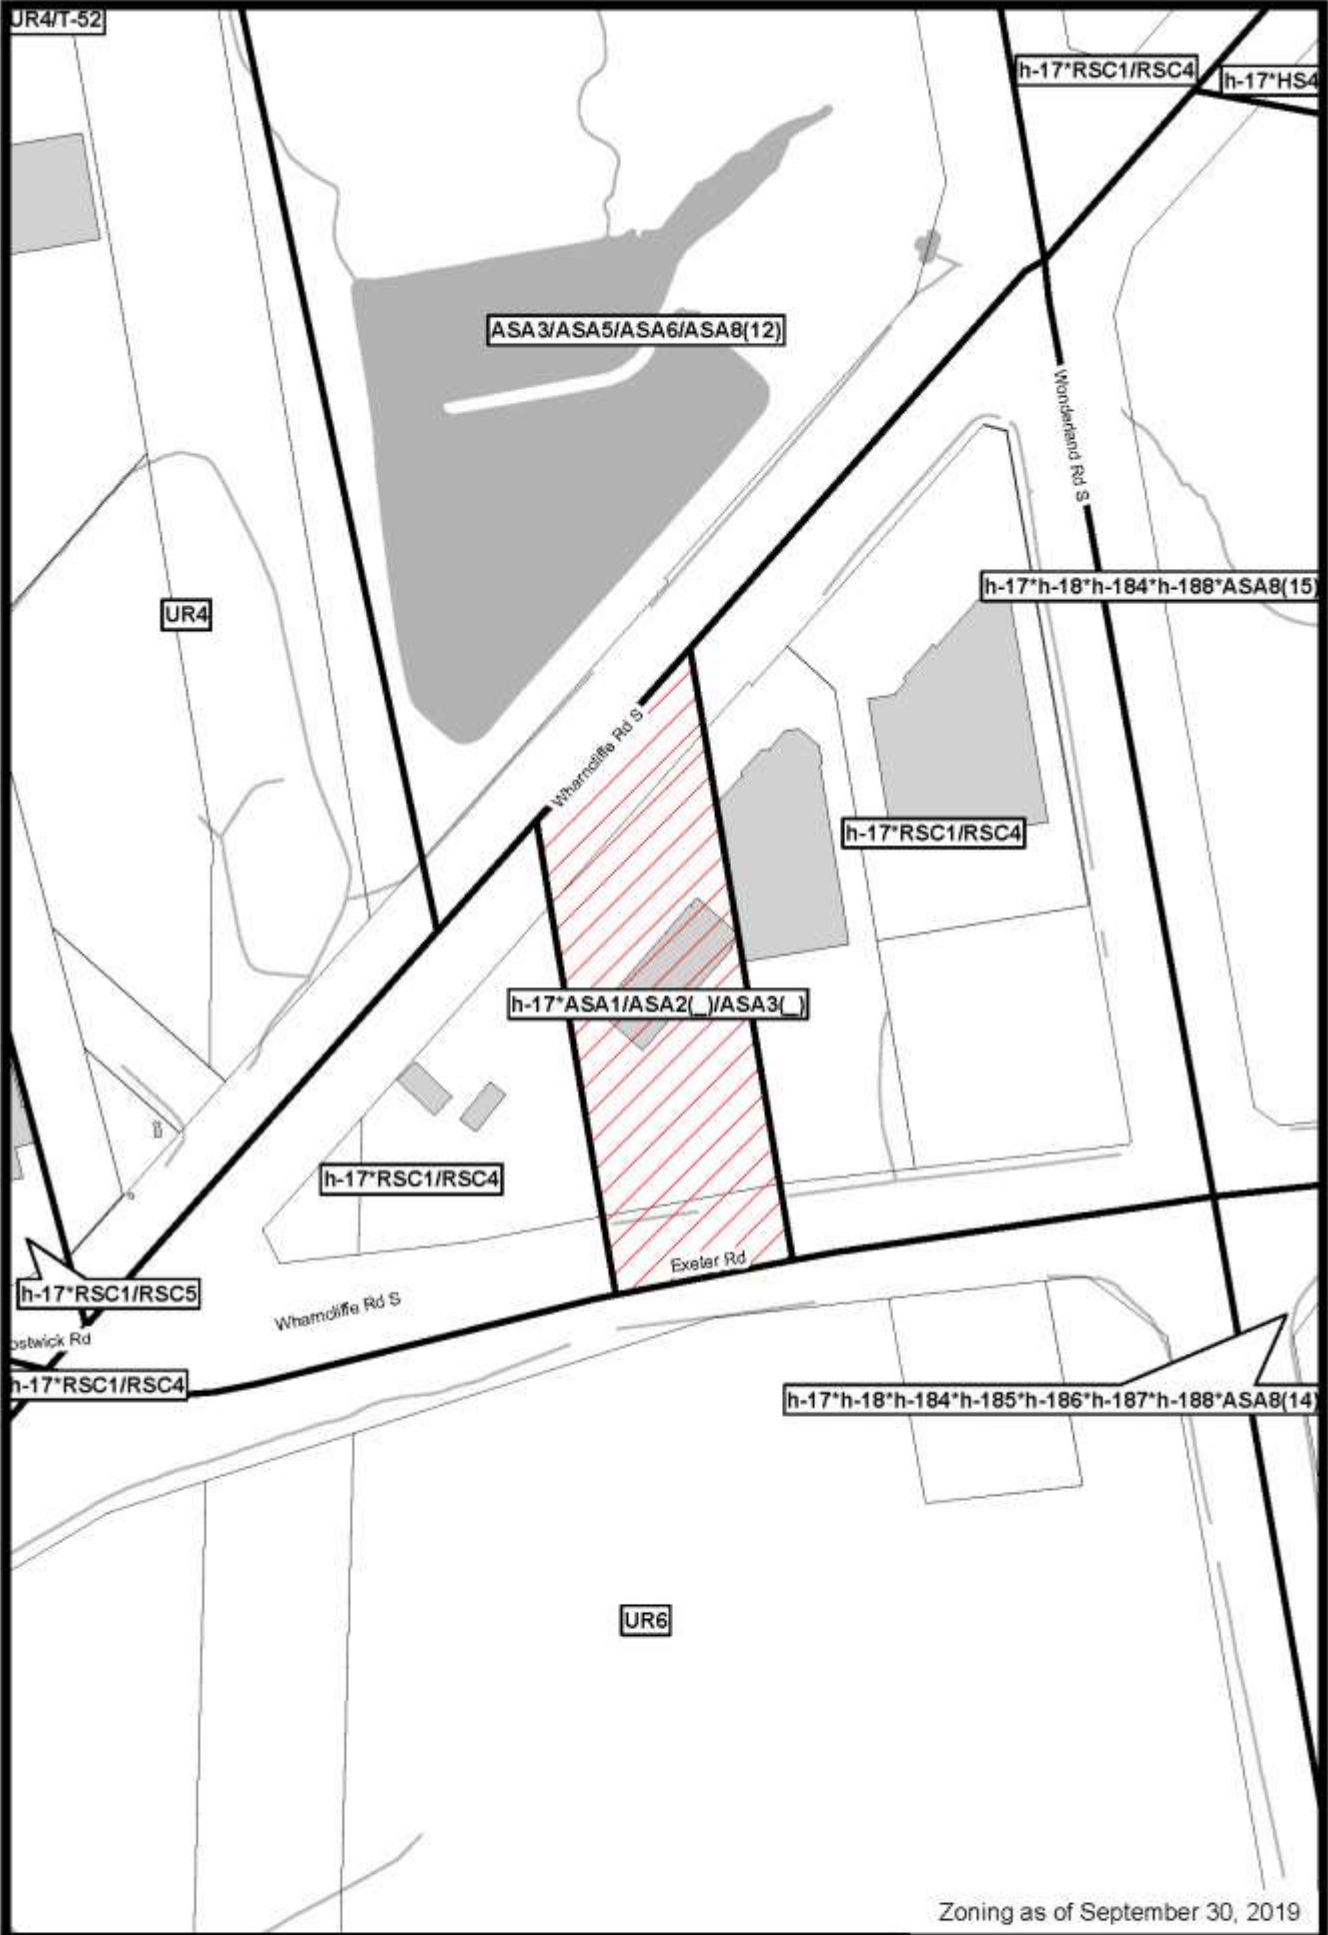 UR4/T-52
h-17*RSC1/RSC4
h-17*HS4
ASA3/ASA5/ASA6/ASA8(12)
Wonderland Rd S
h-17*h-18*h-184*h-188*ASA8(15)
UR4
Wharncliffe Rd S
h-17*RSC1/RSC4
h-17*ASA1/ASA2(_)/ASA3(_)
h-17*RSC1/RSC4
Exeter Rd
h-17*RSC1/RSC5
Wharncliffe Rd S
ostwick Rd
h-17*RSC1/RSC4
h-17*h-18*h-184*h-185*h-186*h-187*h-188*ASA8(14)
UR6
Zoning as of September 30, 2019